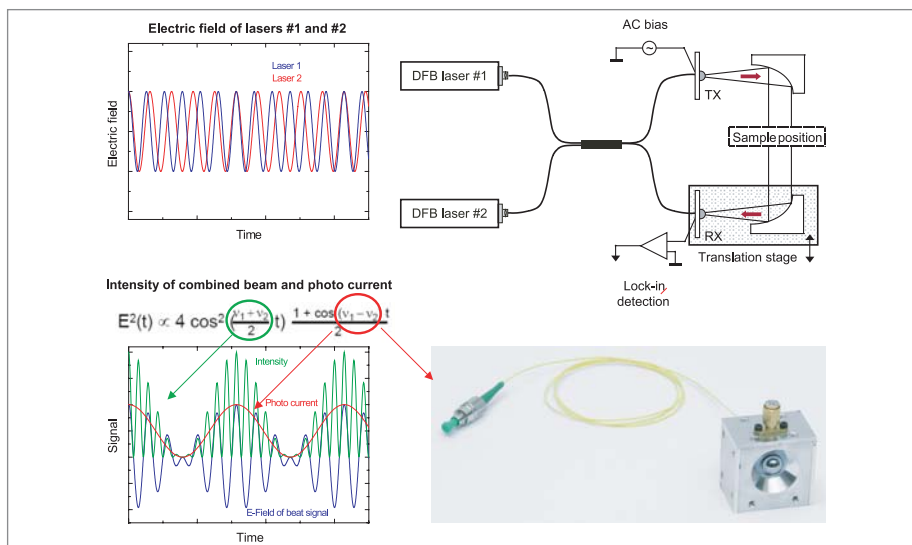 Electric field of lasers #1 and #2
Laser 1
Laser 2
Electric field
Time
AC bias
DFB laser #1
TX
Sample position
DFB laser #2
RX
Translation stage
Lock-in
detection
Intensity of combined beam and photo current
E²(t) ∝ 4 cos² (ν₁+ν₂/2 t) 1 + cos (ν₁−ν₂ t/2
Intensity
Photo current
Signal
E-Field of beat signal
Time